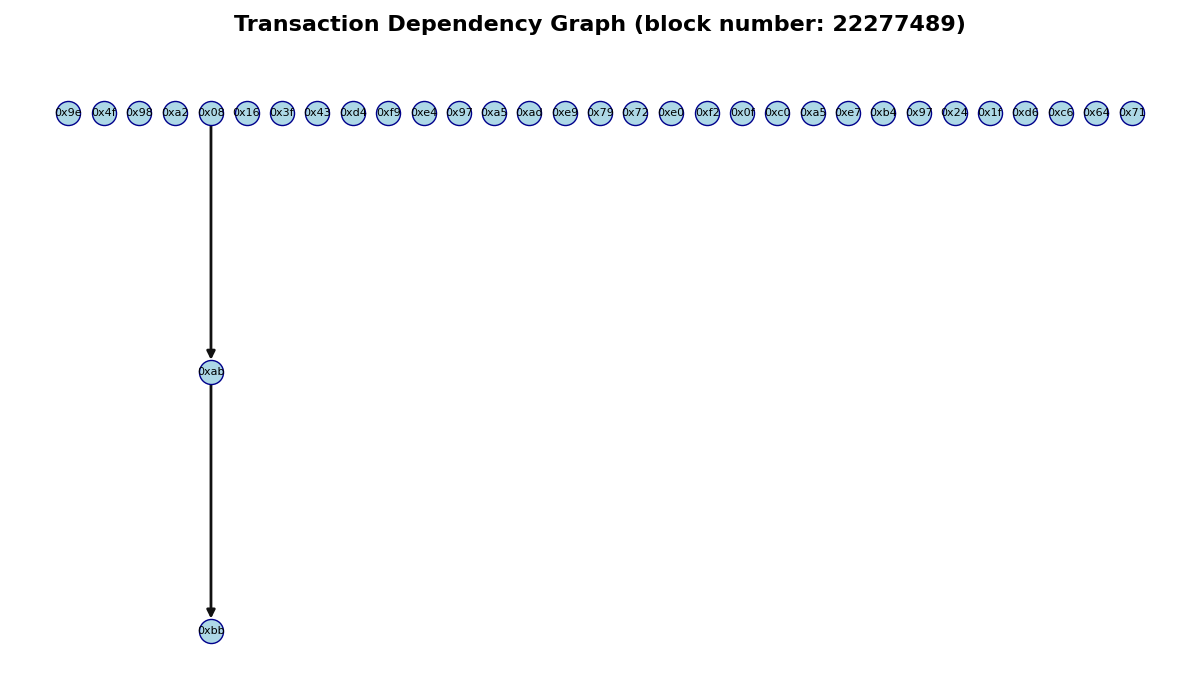 Transaction Dependency Graph (block number: 22277489)
0x9e 0x4f 0x98 0xa2 0x08 0x16 0x3f 0x43 0xd4 0xf9 0xe4 0x97 0xa5 0xad 0xe9 0x79 0x72 0xe0 0xf2 0x0f 0xc0 0xa5 0xe7 0xb4 0x97 0x24 0x1f 0xd6 0xc6 0x64 0x71
0xab
0xbb